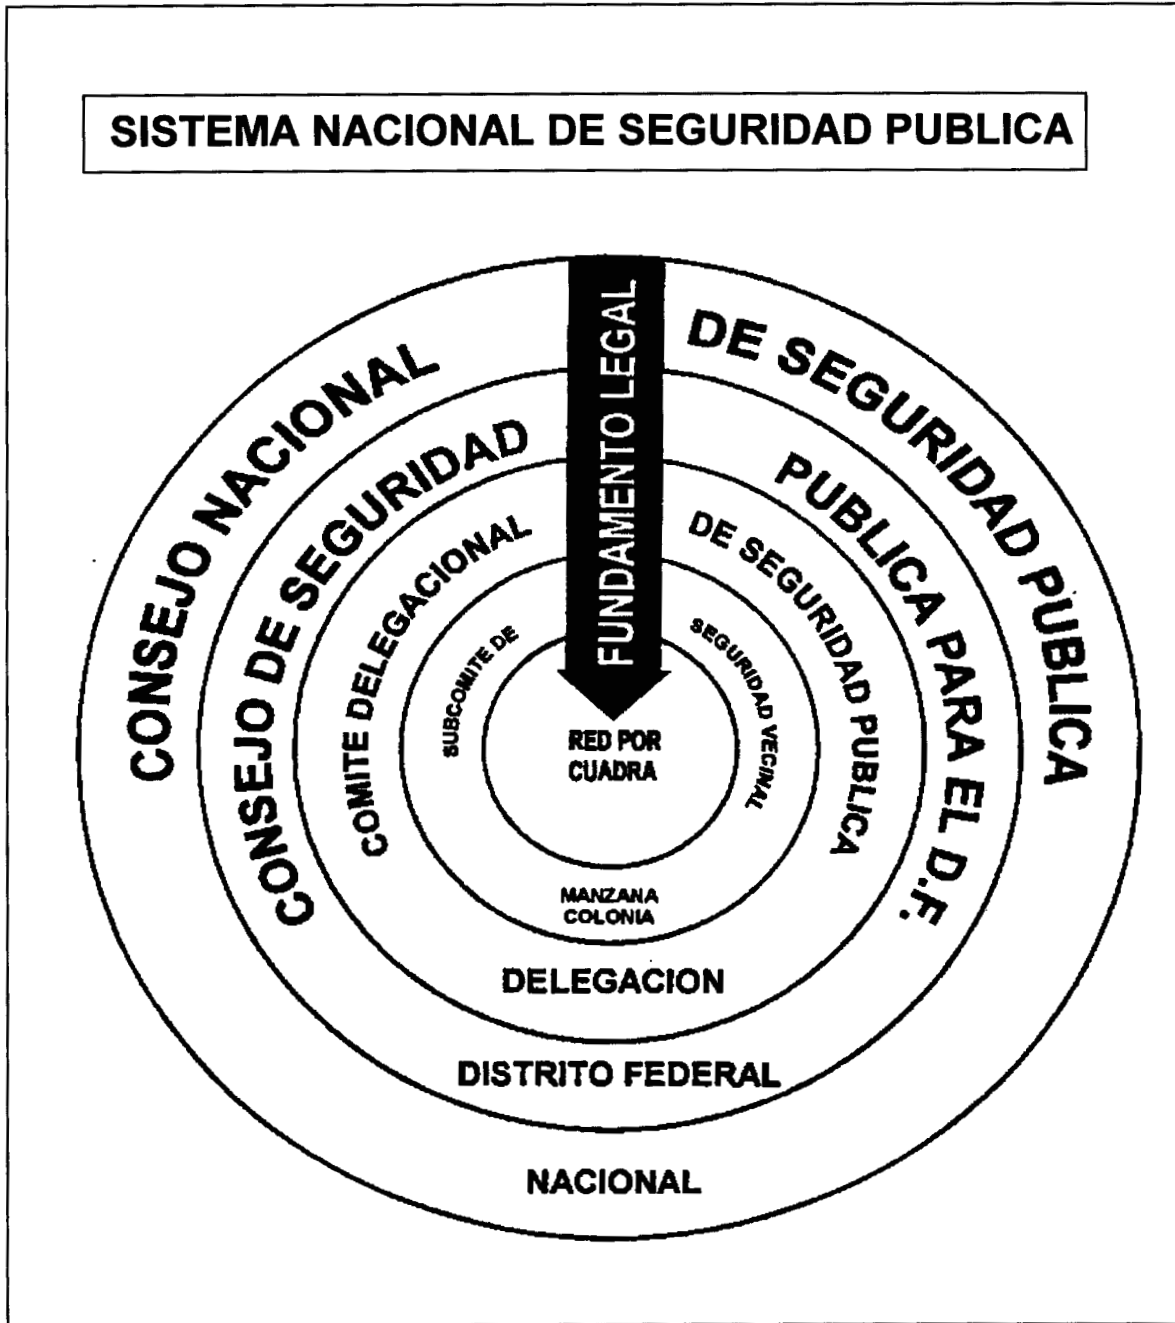 SISTEMA NACIONAL DE SEGURIDAD PUBLICA
FUNDAMENTO LEGAL
CONSEJO NACIONAL DE SEGURIDAD PUBLICA
CONSEJO DE SEGURIDAD PUBLICA PARA EL D.F.
COMITE DELEGACIONAL DE SEGURIDAD PUBLICA
SUBCOMITE DE SEGURIDAD VECINAL
RED POR
CUADRA
MANZANA
COLONIA
DELEGACION
DISTRITO FEDERAL
NACIONAL